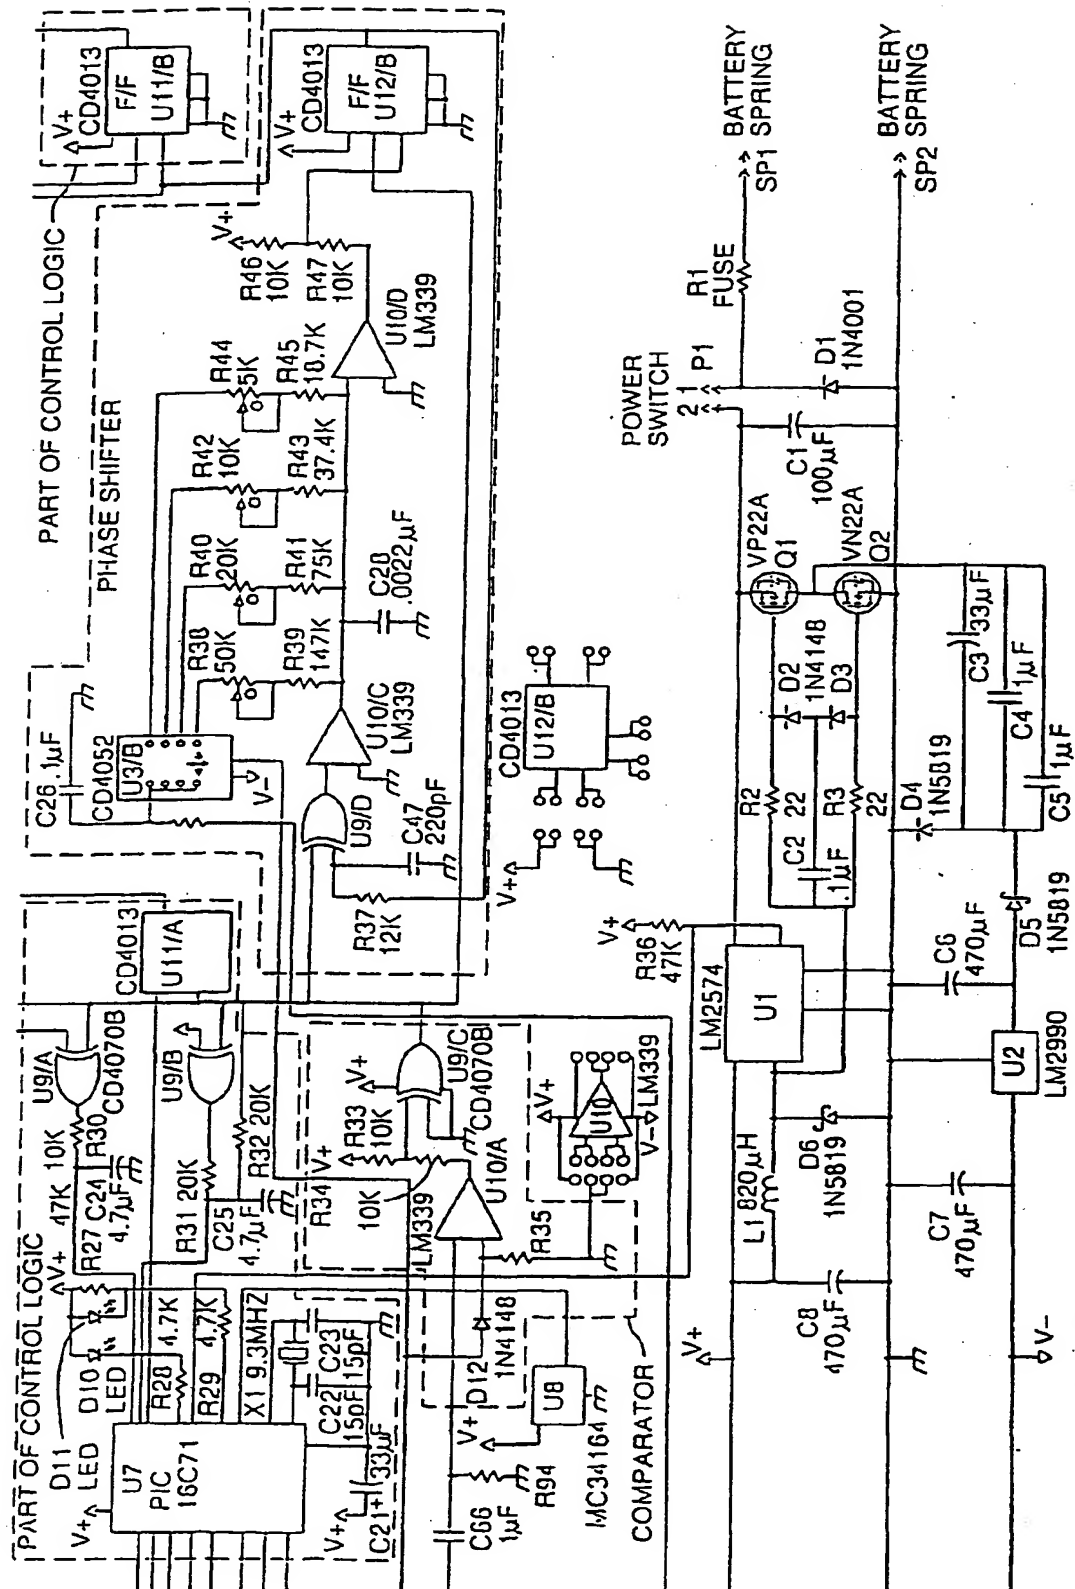 PART OF CONTROL LOGIC
V+
CD4013
F/F
U11/B
PHASE SHIFTER
V+
CD4013
F/F
U12/B
C26 .1µF
CD4052
U3/B
V-
R38
50K
R39
147K
R40
20K
R41
75K
R42
10K
R43
37.4K
R44
5K
R45
18.7K
V+
R46
10K
R47
10K
U10/D
LM339
C28
.0022µF
U10/C
LM339
U9/D
C47
220pF
R37
12K
CD4013
U12/B
V+
PART OF CONTROL LOGIC
D11
LED
D10
LED
V+
R27 47K
C24
4.7µF
R30 10K
U9/A
CD4070B
CD4013
U11/A
U9/B
R31 20K
C25
4.7µF
R32 20K
R28 4.7K
R29 4.7K
V+
U7
PIC
16C71
X1 9.3MHZ
C22
15pF
C23
15pF
V+
C21+
33µF
R34
V+
R33
10K
V+
U9/C
CD4070B
10K
LM339
U10/A
R35
V+
U10
LM339
V-
D12
1N4148
V+
U8
MC34164
C66
1µF
R94
COMPARATOR
POWER
SWITCH
2
1
P1
R1
FUSE
SP1
BATTERY
SPRING
SP2
BATTERY
SPRING
D1
1N4001
C1
100µF
VP22A
Q1
VN22A
Q2
D2
1N4148
D3
R2
22
R3
22
C2
.1µF
V+
R36
47K
LM2574
U1
L1 820µH
D6
1N5819
C8
470µF
V+
C7
470µF
C6
470µF
U2
LM2990
D5
1N5819
D4
1N5819
C3
33µF
C4
1µF
C5
1µF
V-